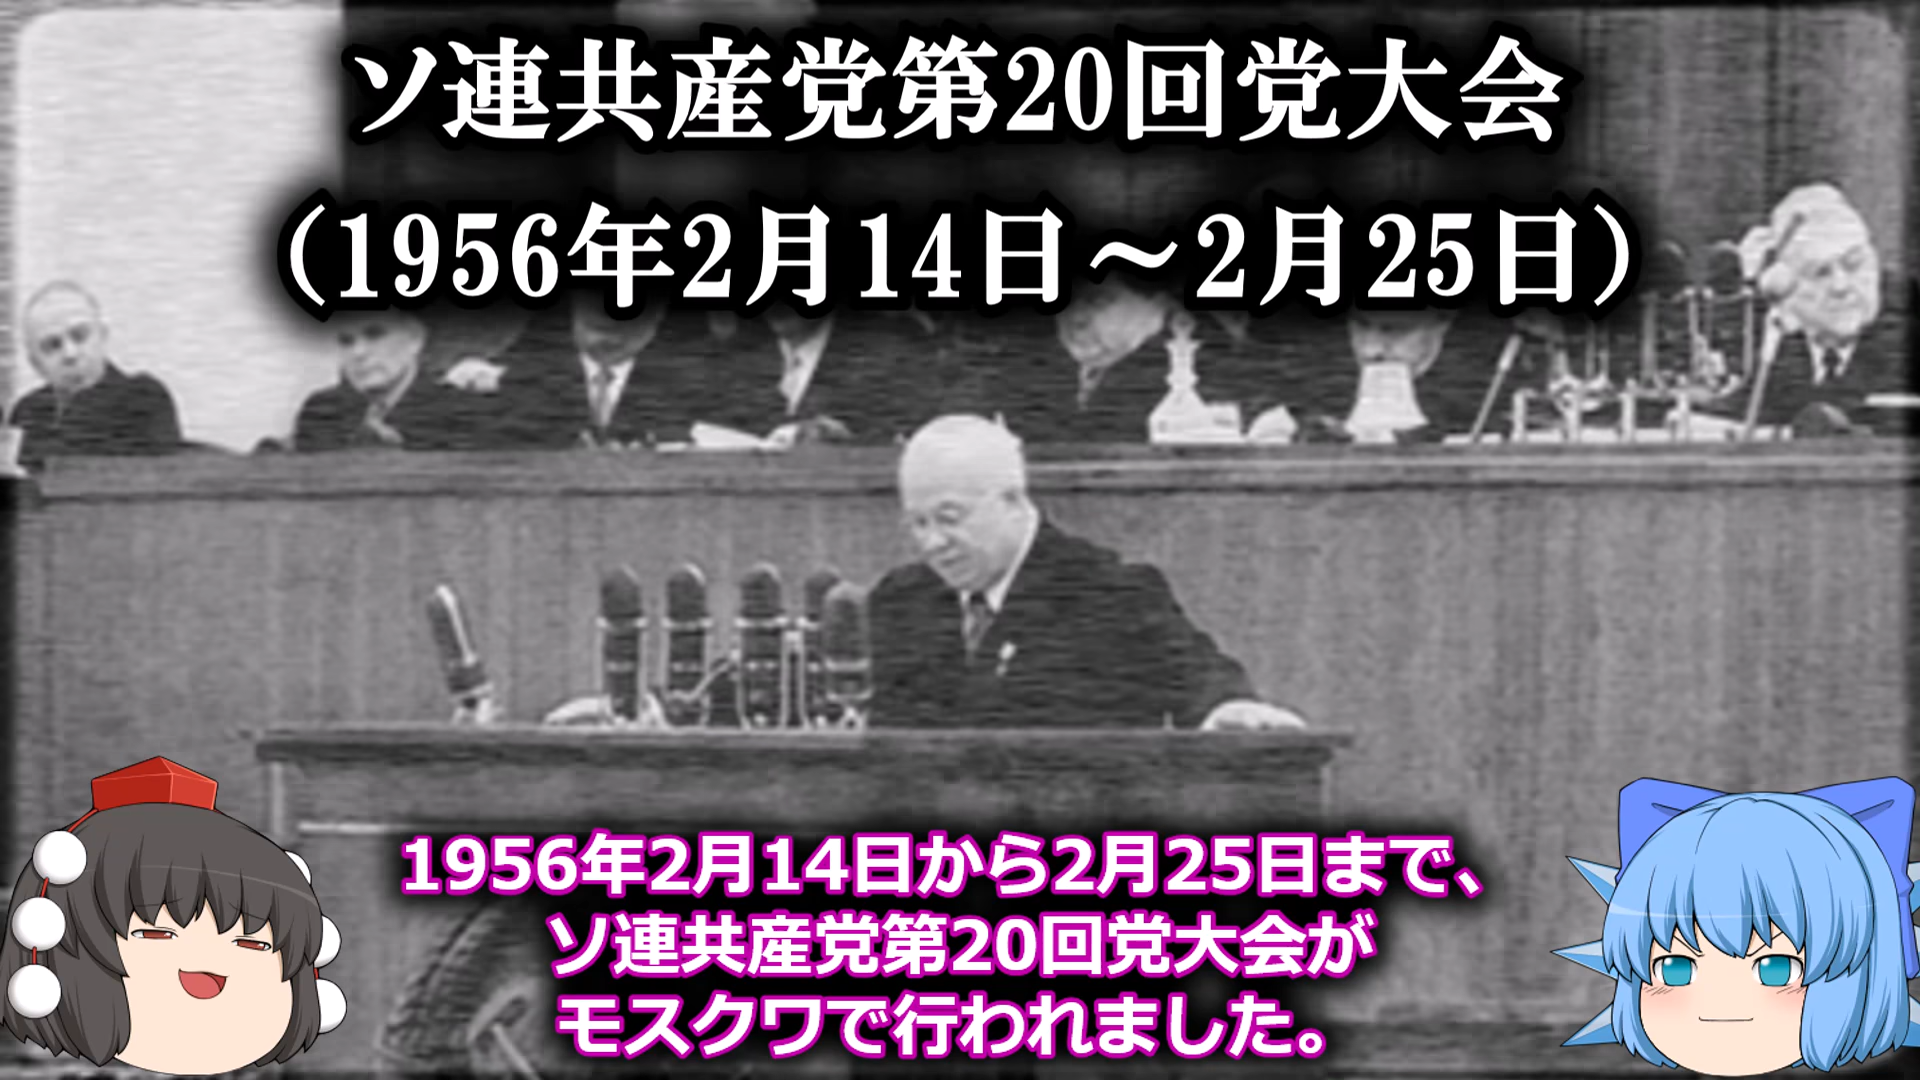 ソ連共産党第20回党大会
（1956年2月14日～2月25日）
1956年2月14日から2月25日まで、
ソ連共産党第20回党大会が
モスクワで行われました。